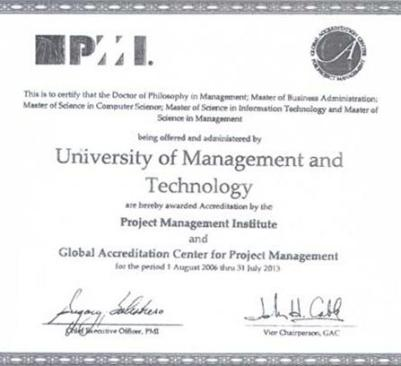 PMI.
GLOBAL ACCREDITATION CENTER FOR PROJECT MANAGEMENT
A
This is to certify that the Doctor of Philosophy in Management; Master of Business Administration;
Master of Science in Computer Science; Master of Science in Information Technology and Master of
Science in Management
being offered and administered by
University of Management and
Technology
are hereby awarded Accreditation by the
Project Management Institute
and
Global Accreditation Center for Project Management
for the period 1 August 2006 thru 31 July 2013
John H. Cable
Chief Executive Officer, PMI
Vice Chairperson, GAC